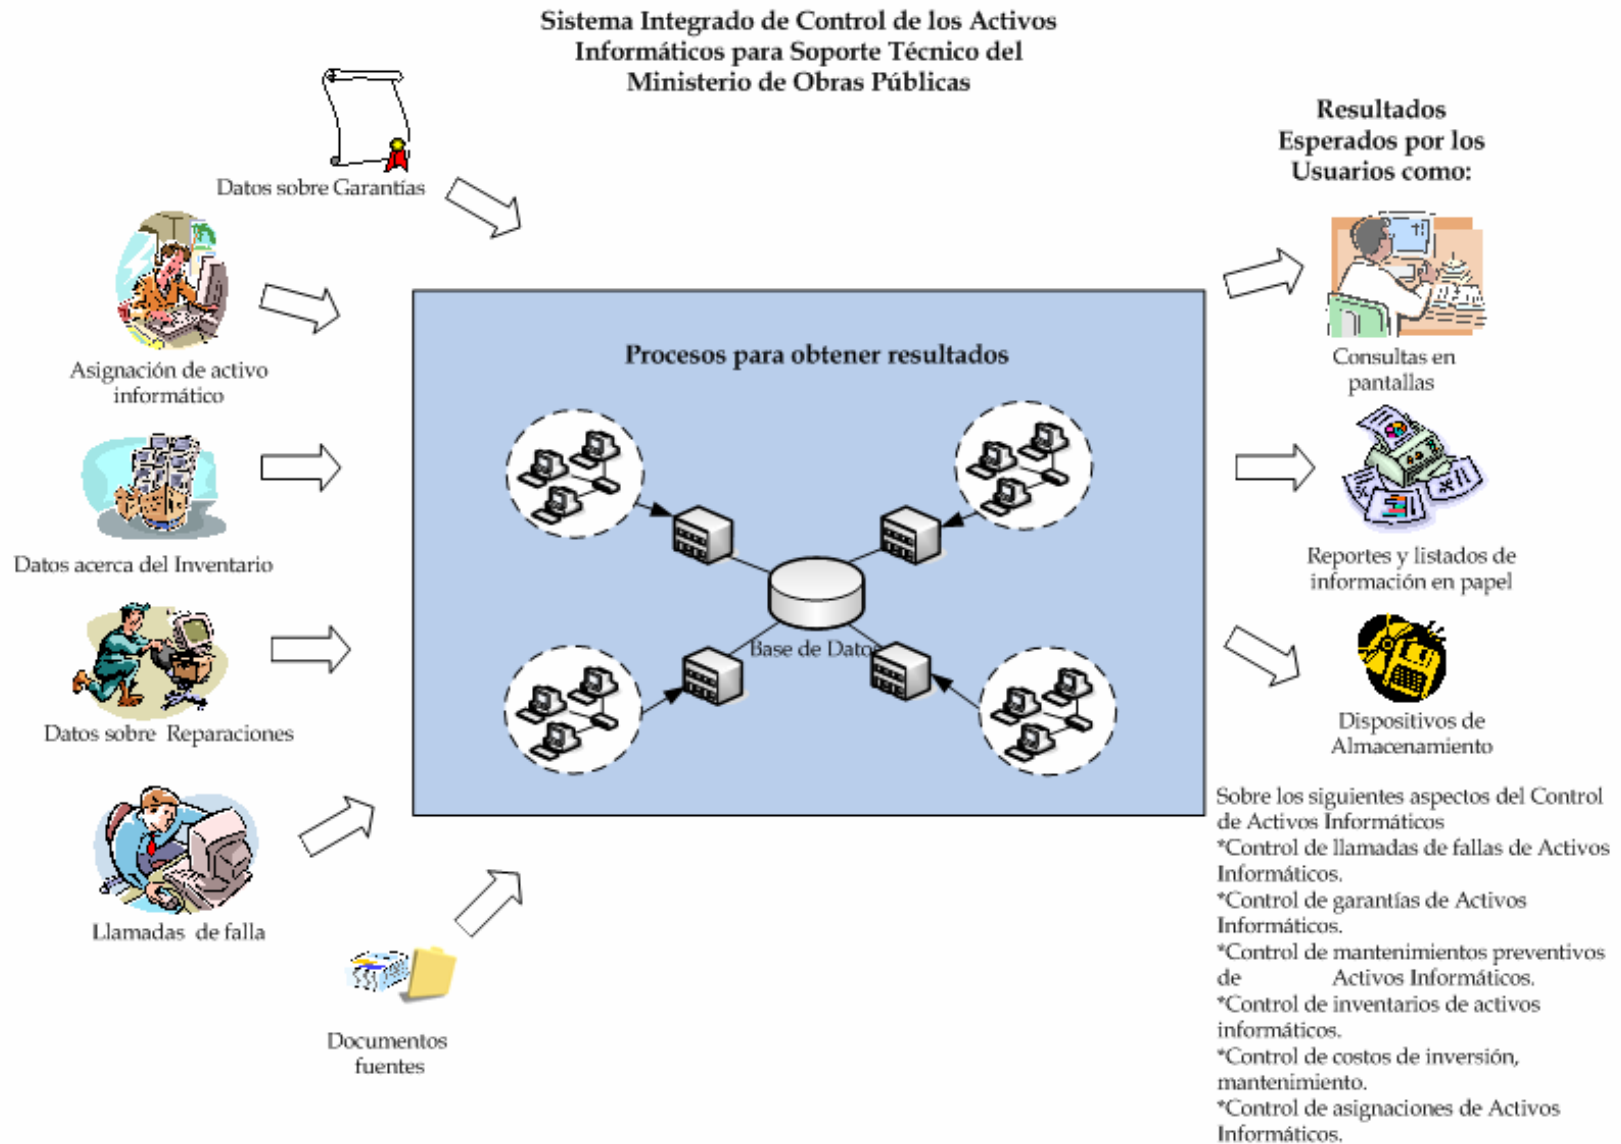 Sistema Integrado de Control de los Activos
Informáticos para Soporte Técnico del
Ministerio de Obras Públicas
Datos sobre Garantías
Asignación de activo
informático
Datos acerca del Inventario
Datos sobre Reparaciones
Llamadas de falla
Documentos
fuentes
Procesos para obtener resultados
Base de Datos
Resultados
Esperados por los
Usuarios como:
Consultas en
pantallas
Reportes y listados de
información en papel
Dispositivos de
Almacenamiento
Sobre los siguientes aspectos del Control
de Activos Informáticos
*Control de llamadas de fallas de Activos
Informáticos.
*Control de garantías de Activos
Informáticos.
*Control de mantenimientos preventivos
de Activos Informáticos.
*Control de inventarios de activos
informáticos.
*Control de costos de inversión,
mantenimiento.
*Control de asignaciones de Activos
Informáticos.